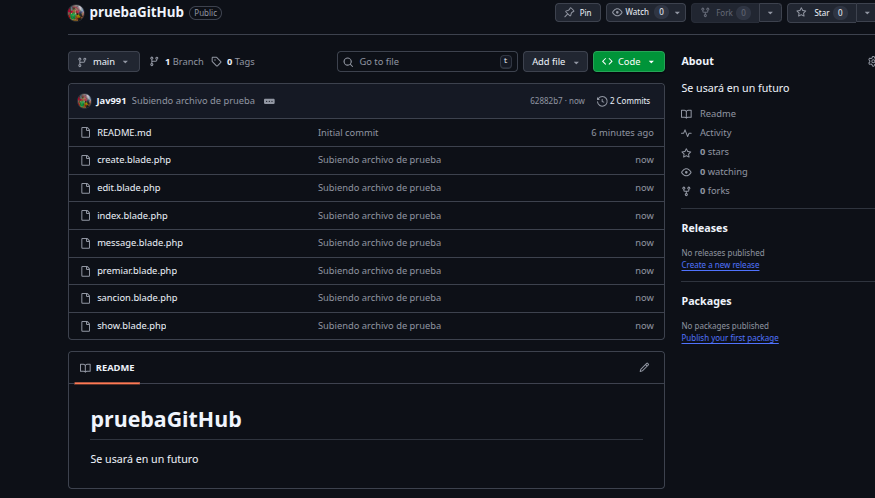 pruebaGitHub Public Pin Watch 0 Fork 0 Star 0
main 1 Branch 0 Tags Go to file t Add file Code
Jav991 Subiendo archivo de prueba 62882b7 · now 2 Commits
README.md Initial commit 6 minutes ago
create.blade.php Subiendo archivo de prueba now
edit.blade.php Subiendo archivo de prueba now
index.blade.php Subiendo archivo de prueba now
message.blade.php Subiendo archivo de prueba now
premiar.blade.php Subiendo archivo de prueba now
sancion.blade.php Subiendo archivo de prueba now
show.blade.php Subiendo archivo de prueba now
README
pruebaGitHub
Se usará en un futuro
About
Se usará en un futuro
Readme
Activity
0 stars
0 watching
0 forks
Releases
No releases published
Create a new release
Packages
No packages published
Publish your first package